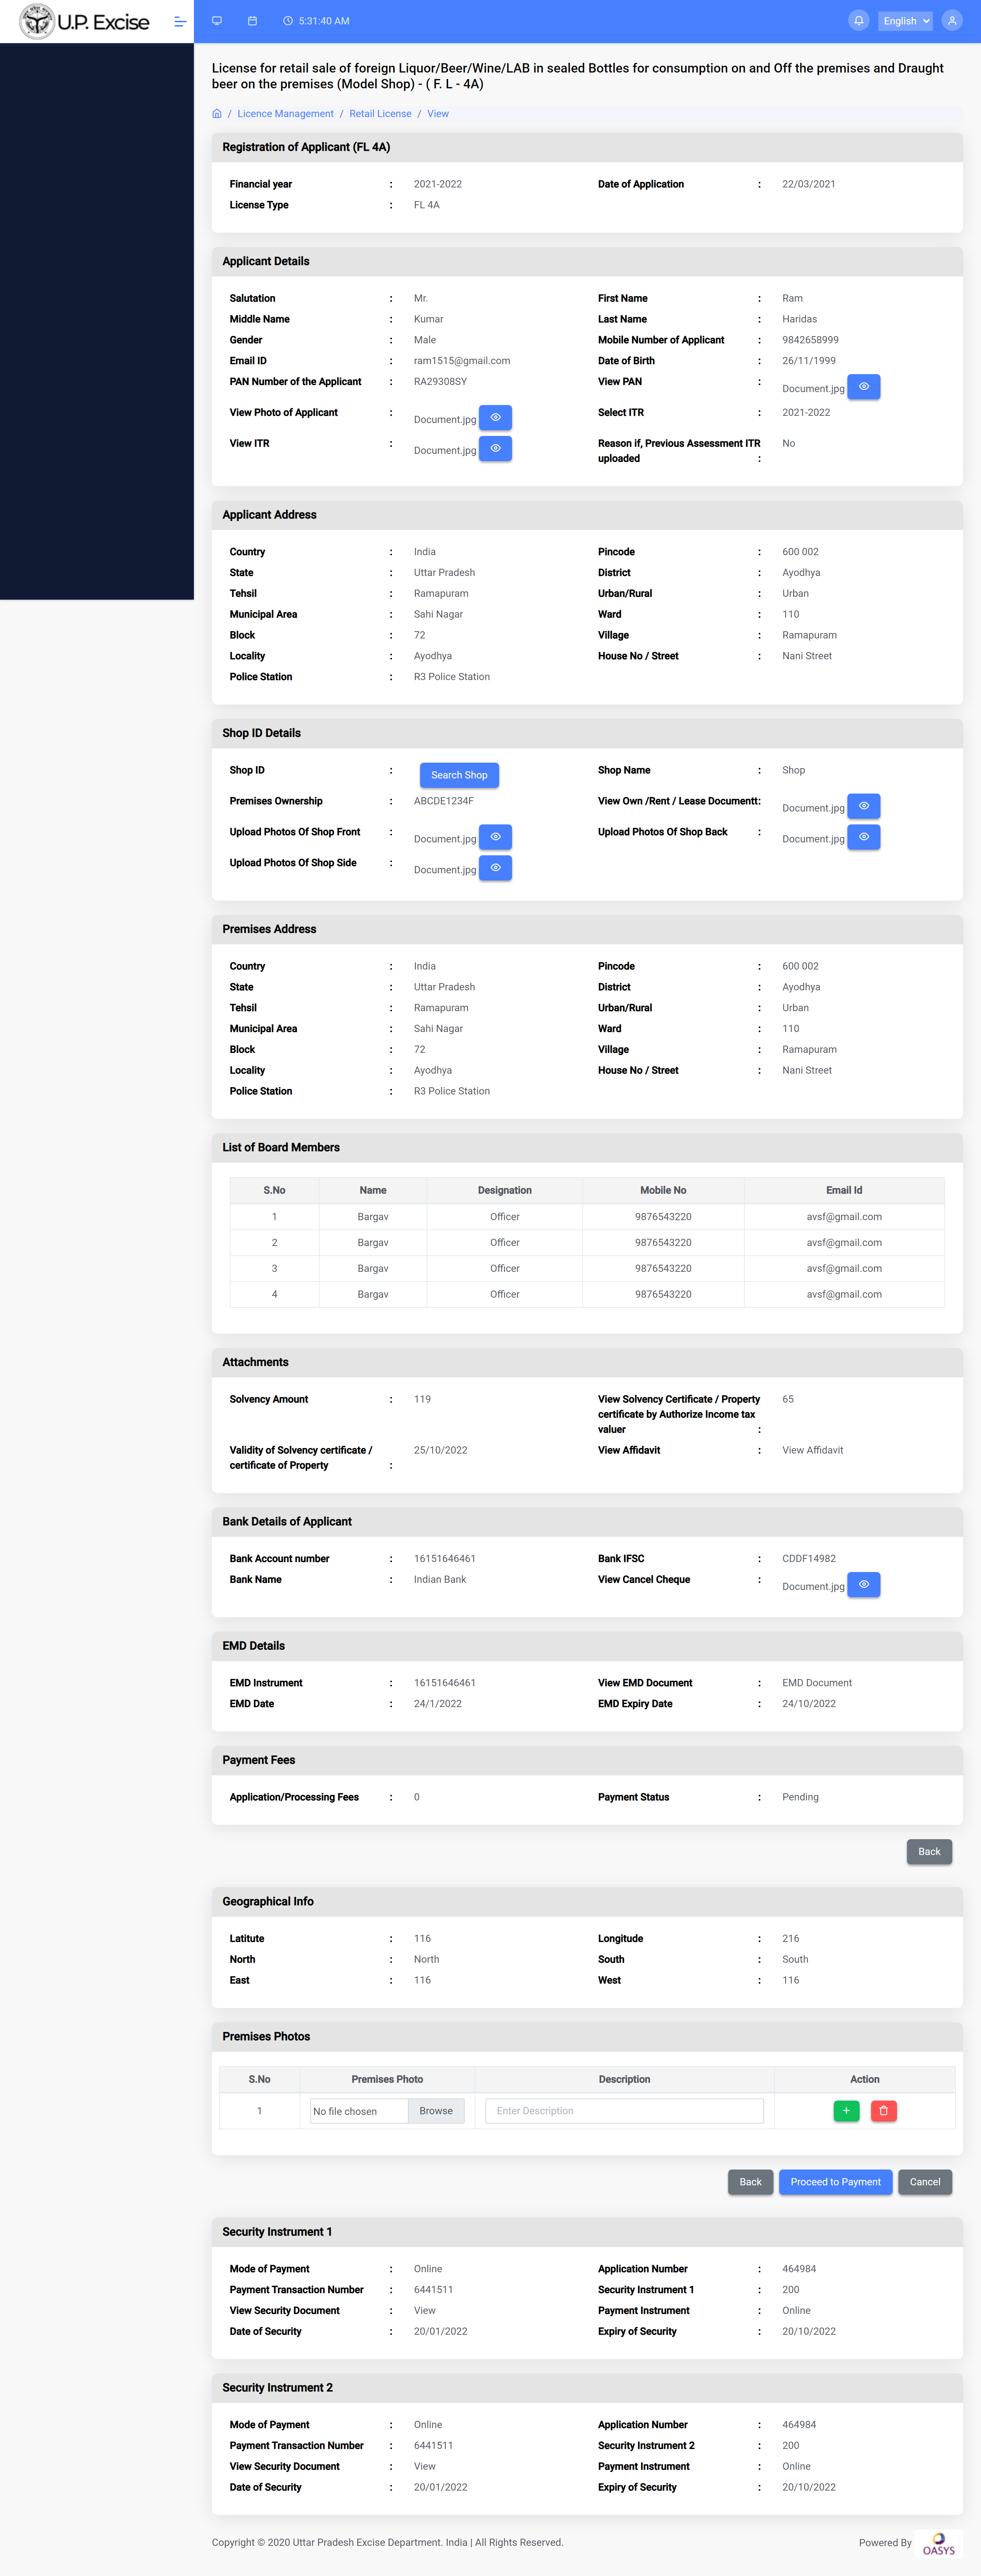 U.P. Excise
5:31:40 AM
English
License for retail sale of foreign Liquor/Beer/Wine/LAB in sealed Bottles for consumption on and Off the premises and Draught
beer on the premises (Model Shop) - ( F. L - 4A)
/ Licence Management / Retail License / View
Registration of Applicant (FL 4A)
Financial year : 2021-2022 Date of Application : 22/03/2021
License Type : FL 4A
Applicant Details
Salutation : Mr. First Name : Ram
Middle Name : Kumar Last Name : Haridas
Gender : Male Mobile Number of Applicant : 9842658999
Email ID : ram1515@gmail.com Date of Birth : 26/11/1999
PAN Number of the Applicant : RA29308SY View PAN : Document.jpg
View Photo of Applicant : Document.jpg Select ITR : 2021-2022
View ITR : Document.jpg Reason if, Previous Assessment ITR No
uploaded :
Applicant Address
Country : India Pincode : 600 002
State : Uttar Pradesh District : Ayodhya
Tehsil : Ramapuram Urban/Rural : Urban
Municipal Area : Sahi Nagar Ward : 110
Block : 72 Village : Ramapuram
Locality : Ayodhya House No / Street : Nani Street
Police Station : R3 Police Station
Shop ID Details
Shop ID : Search Shop Shop Name : Shop
Premises Ownership : ABCDE1234F View Own /Rent / Lease Documentt: Document.jpg
Upload Photos Of Shop Front : Document.jpg Upload Photos Of Shop Back : Document.jpg
Upload Photos Of Shop Side : Document.jpg
Premises Address
Country : India Pincode : 600 002
State : Uttar Pradesh District : Ayodhya
Tehsil : Ramapuram Urban/Rural : Urban
Municipal Area : Sahi Nagar Ward : 110
Block : 72 Village : Ramapuram
Locality : Ayodhya House No / Street : Nani Street
Police Station : R3 Police Station
List of Board Members
S.No Name Designation Mobile No Email Id
1 Bargav Officer 9876543220 avsf@gmail.com
2 Bargav Officer 9876543220 avsf@gmail.com
3 Bargav Officer 9876543220 avsf@gmail.com
4 Bargav Officer 9876543220 avsf@gmail.com
Attachments
Solvency Amount : 119 View Solvency Certificate / Property 65
certificate by Authorize Income tax
valuer :
Validity of Solvency certificate / 25/10/2022 View Affidavit : View Affidavit
certificate of Property :
Bank Details of Applicant
Bank Account number : 16151646461 Bank IFSC : CDDF14982
Bank Name : Indian Bank View Cancel Cheque : Document.jpg
EMD Details
EMD Instrument : 16151646461 View EMD Document : EMD Document
EMD Date : 24/1/2022 EMD Expiry Date : 24/10/2022
Payment Fees
Application/Processing Fees : 0 Payment Status : Pending
Back
Geographical Info
Latitute : 116 Longitude : 216
North : North South : South
East : 116 West : 116
Premises Photos
S.No Premises Photo Description Action
1 No file chosen Browse Enter Description +
Back Proceed to Payment Cancel
Security Instrument 1
Mode of Payment : Online Application Number : 464984
Payment Transaction Number : 6441511 Security Instrument 1 : 200
View Security Document : View Payment Instrument : Online
Date of Security : 20/01/2022 Expiry of Security : 20/10/2022
Security Instrument 2
Mode of Payment : Online Application Number : 464984
Payment Transaction Number : 6441511 Security Instrument 2 : 200
View Security Document : View Payment Instrument : Online
Date of Security : 20/01/2022 Expiry of Security : 20/10/2022
Copyright © 2020 Uttar Pradesh Excise Department. India | All Rights Reserved. Powered By OASYS